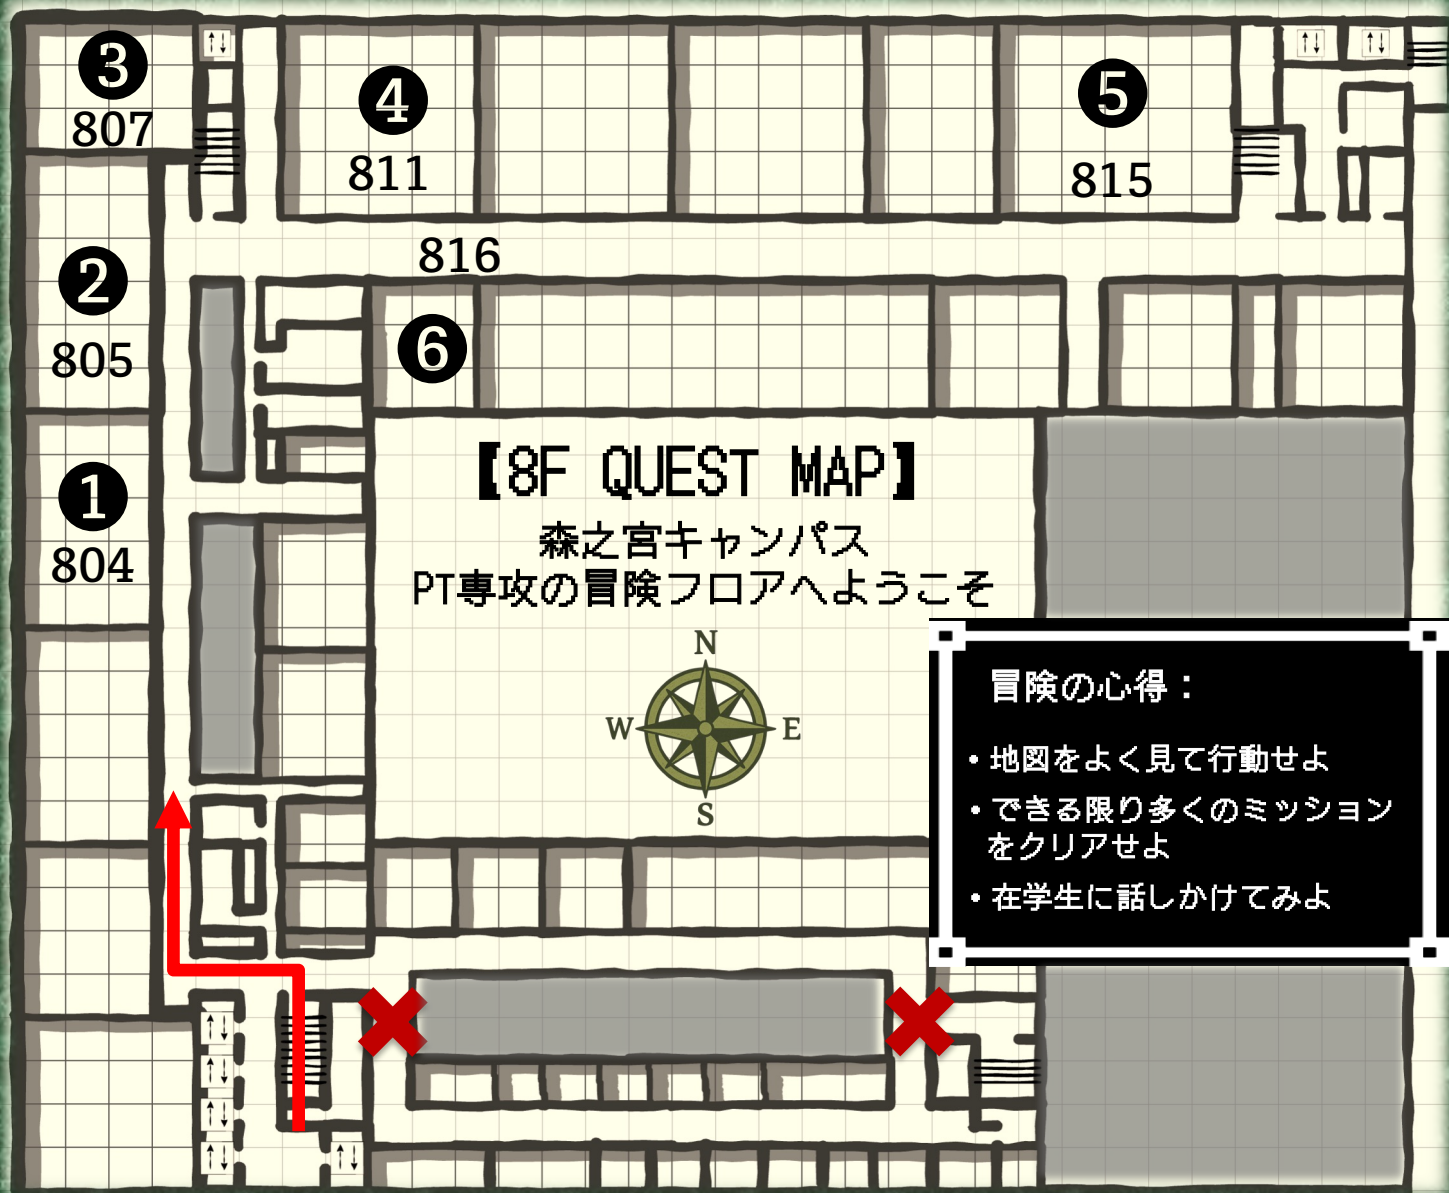 ❸
807
❹
811
❺
815
❷
805
816
❻
❶
804
【8F QUEST MAP】
森之宮キャンパス
PT専攻の冒険フロアへようこそ
N
W
E
S
冒険の心得：
• 地図をよく見て行動せよ
• できる限り多くのミッション
をクリアせよ
• 在学生に話しかけてみよ